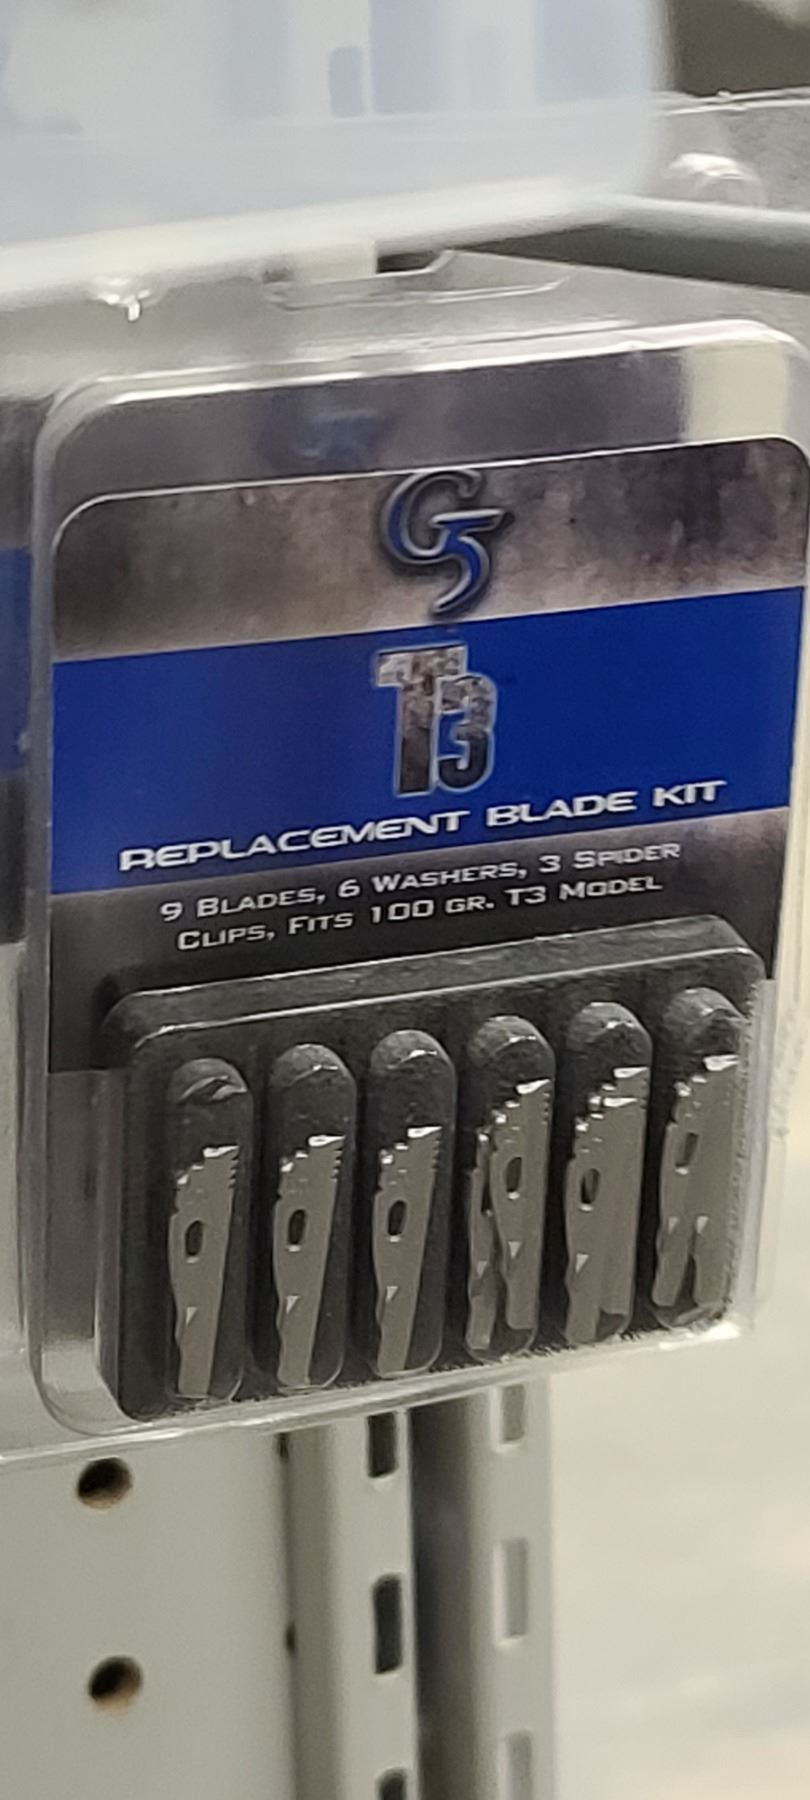 G5
T3
REPLACEMENT BLADE KIT
9 BLADES, 6 WASHERS, 3 SPIDER
CLIPS, FITS 100 GR. T3 MODEL